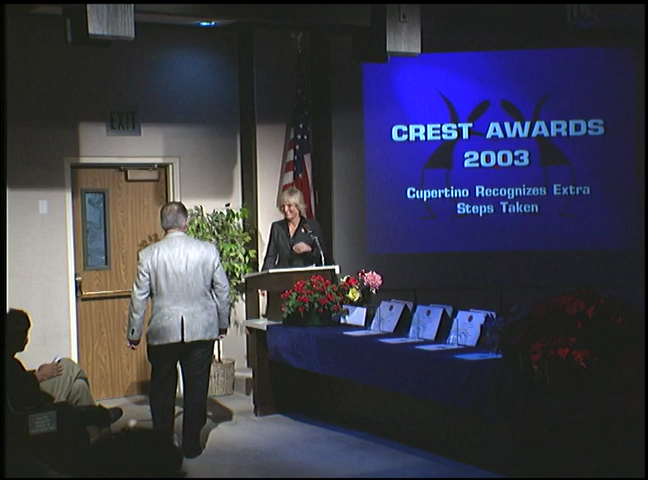 EXIT
CREST AWARDS
2003
Cupertino Recognizes Extra
Steps Taken